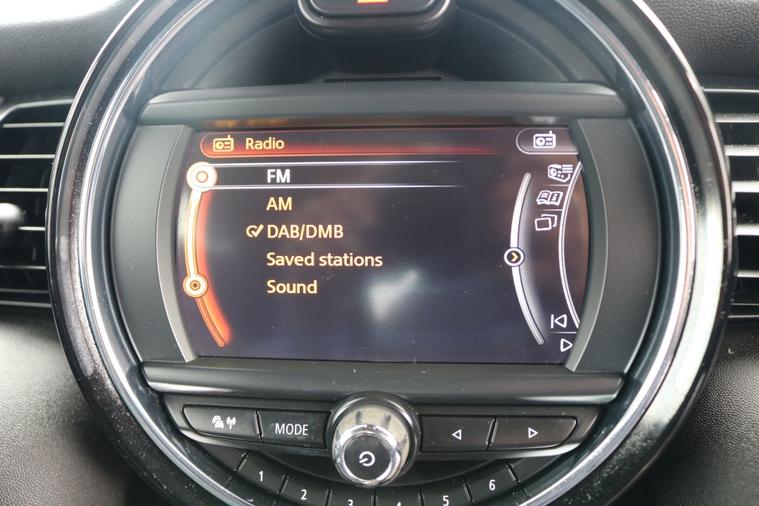 Radio
FM
AM
DAB/DMB
Saved stations
Sound
MODE
1 2 3 4 5 6